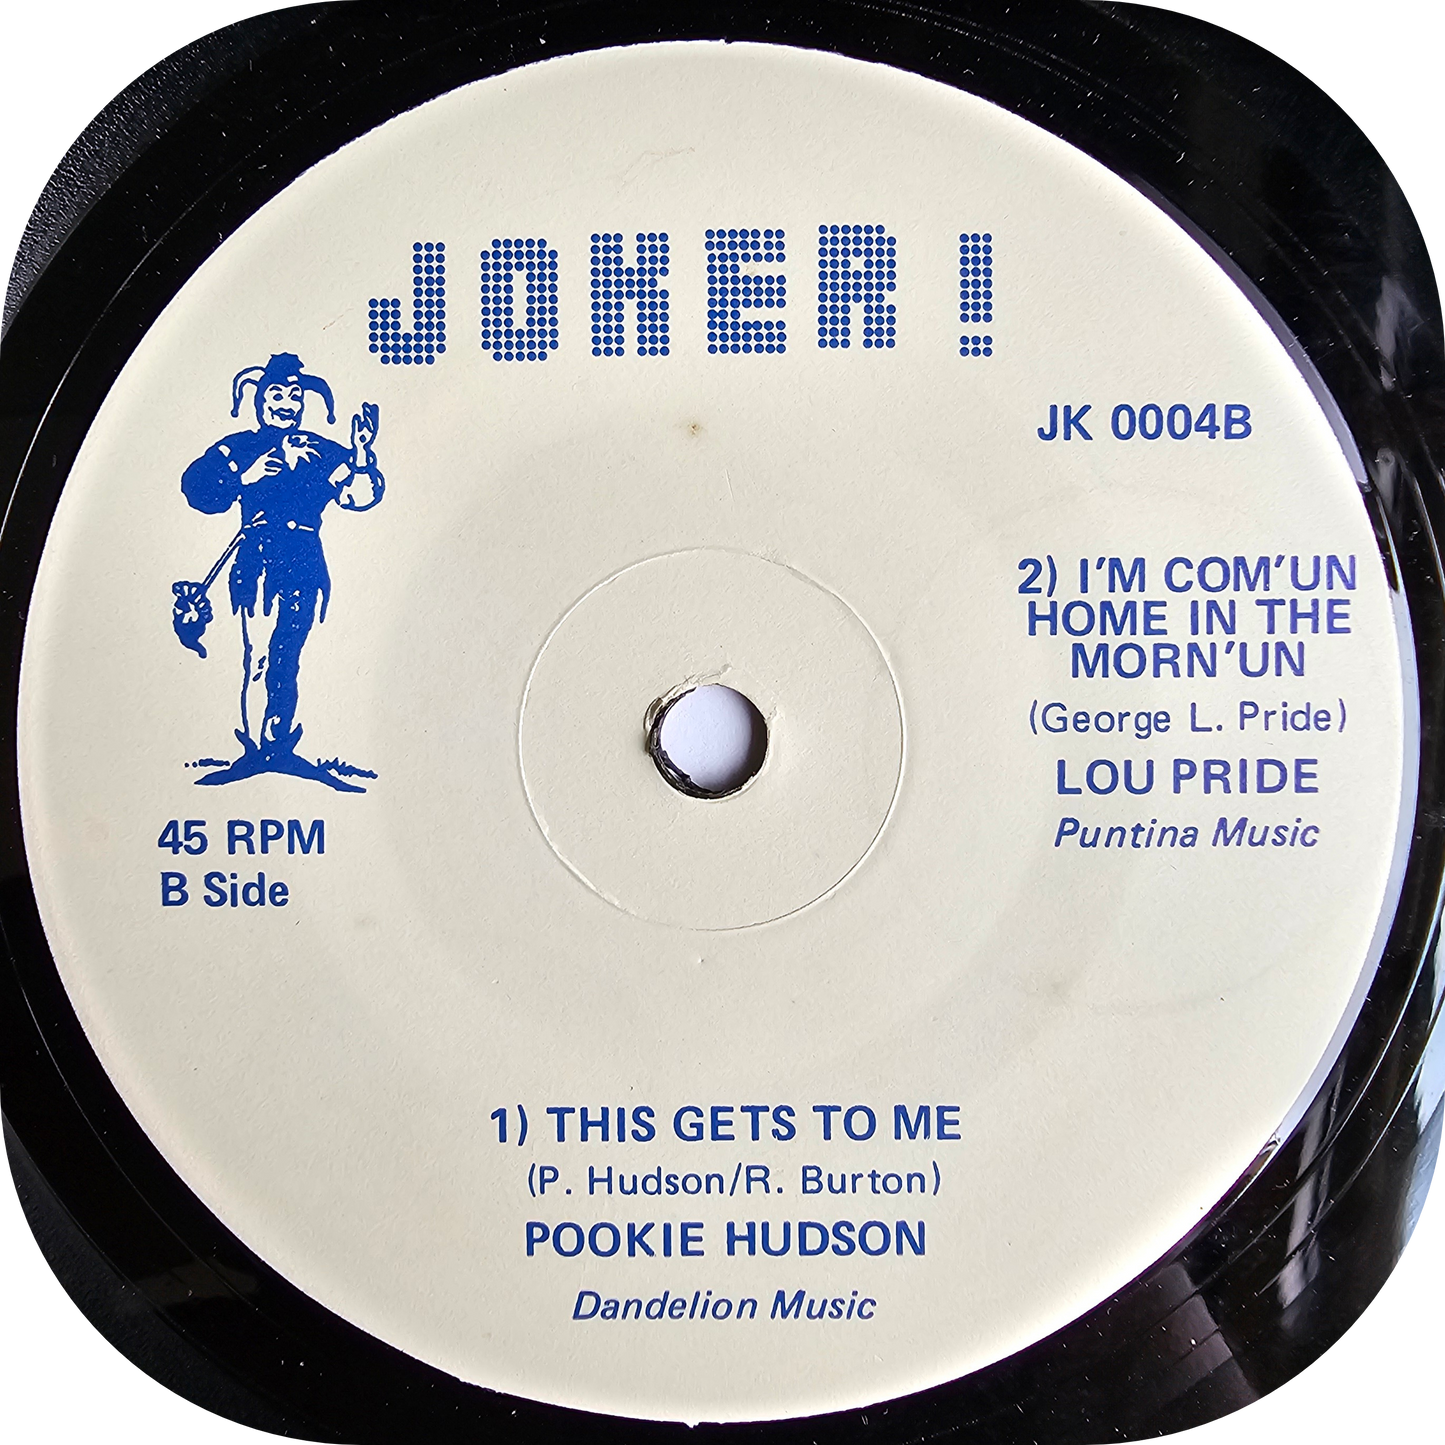 JOKER!
JK 0004B
2) I'M COM'UN
HOME IN THE
MORN'UN
(George L. Pride)
LOU PRIDE
Puntina Music
45 RPM
B Side
1) THIS GETS TO ME
(P. Hudson/R. Burton)
POOKIE HUDSON
Dandelion Music